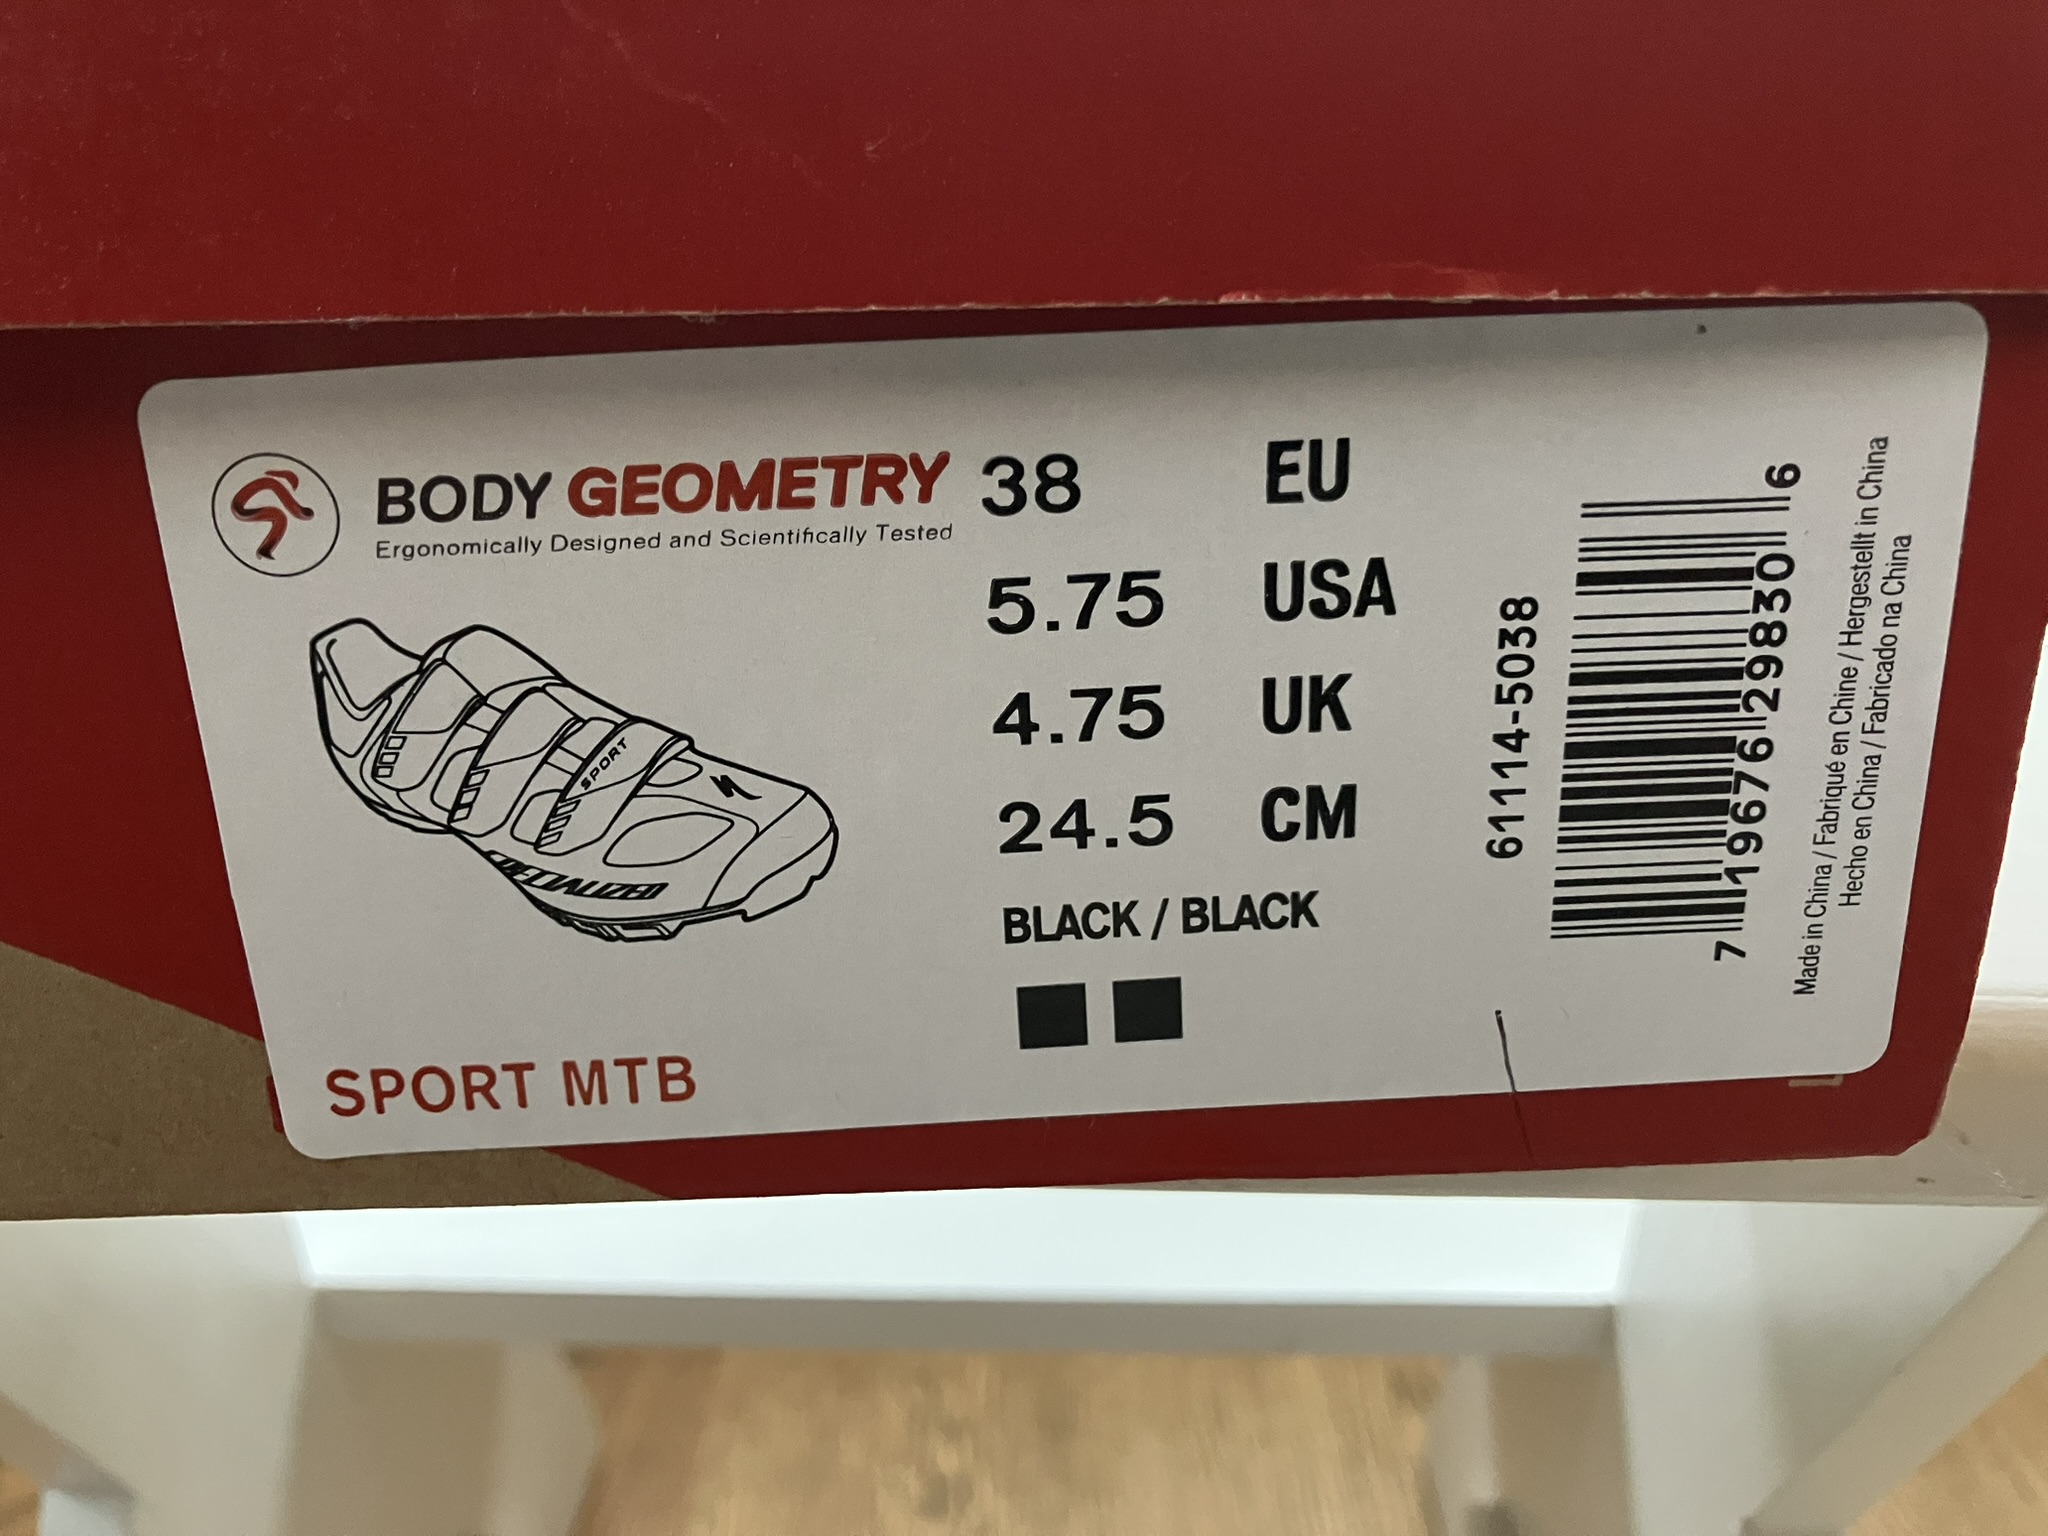 BODY GEOMETRY
Ergonomically Designed and Scientifically Tested
38 EU
5.75 USA
4.75 UK
24.5 CM
BLACK / BLACK
SPORT
SPECIALIZED
SPORT MTB
61114-5038
7 19676 29830 6
Made in China / Fabriqué en Chine / Hergestellt in China
Hecho en China / Fabricado na China